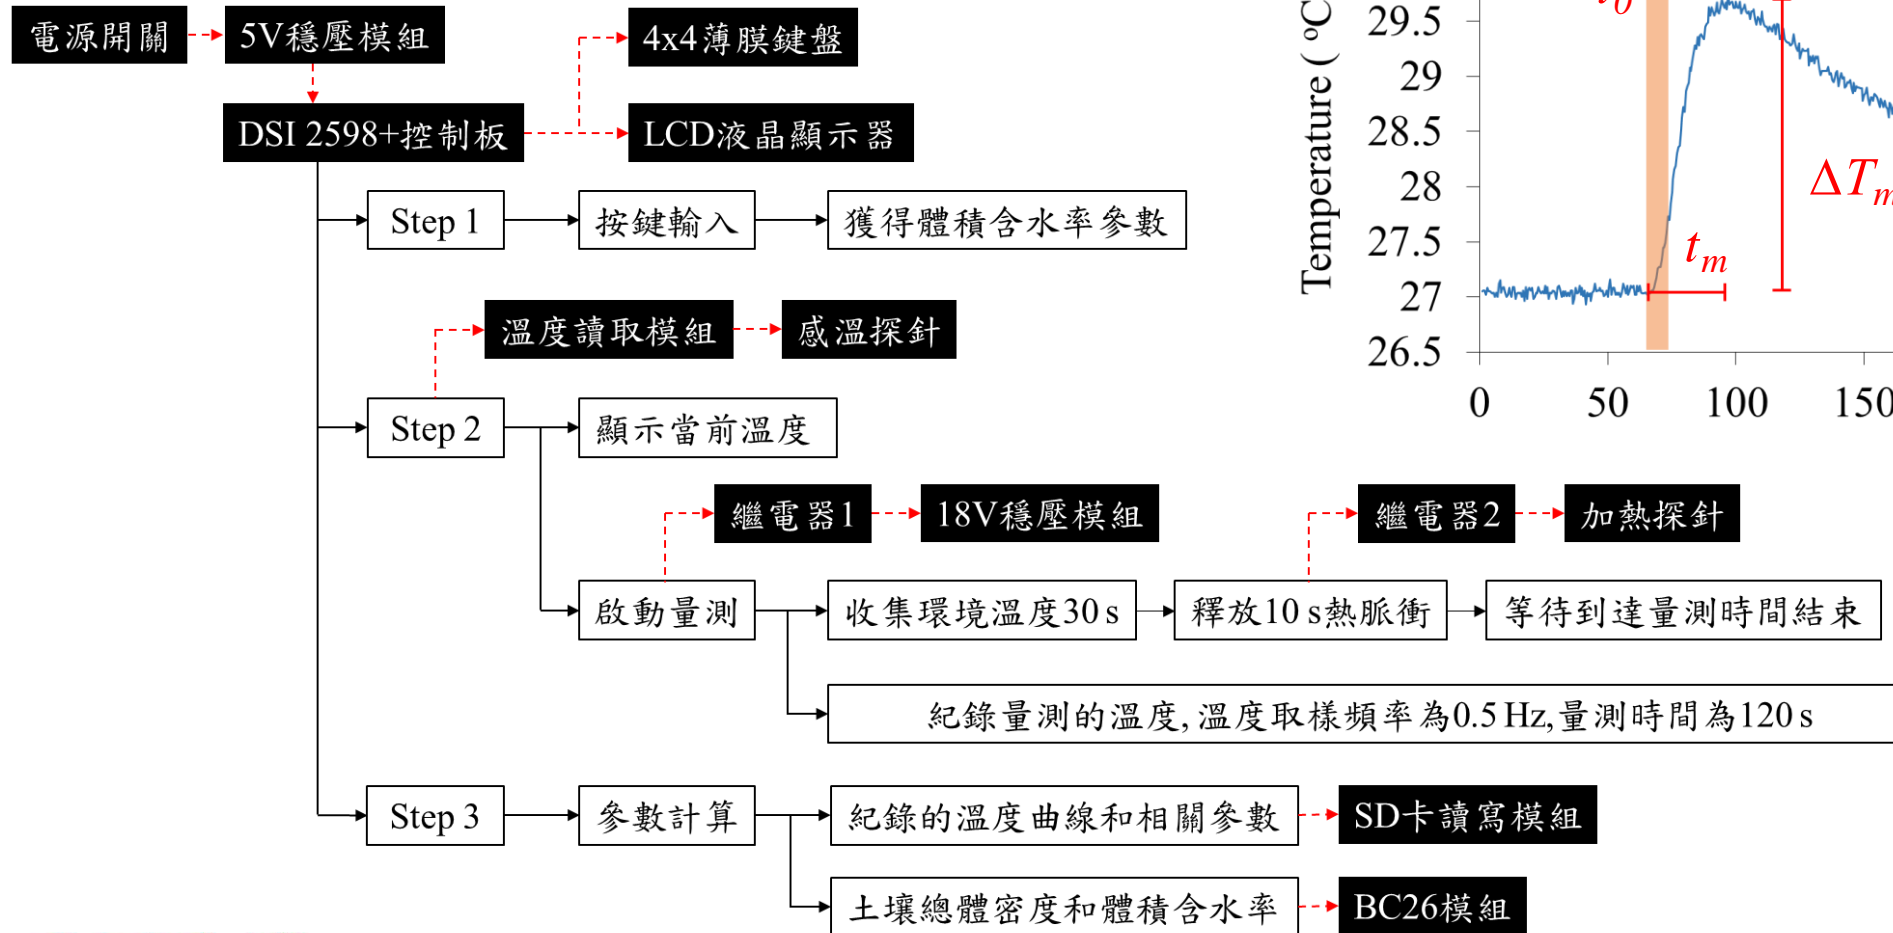 電源開關
5V穩壓模組
4x4薄膜鍵盤
DSI 2598+控制板
LCD液晶顯示器
Step 1
按鍵輸入
獲得體積含水率參數
溫度讀取模組
感溫探針
Step 2
顯示當前溫度
繼電器1
18V穩壓模組
繼電器2
加熱探針
啟動量測
收集環境溫度30 s
釋放10 s熱脈衝
等待到達量測時間結束
紀錄量測的溫度,溫度取樣頻率為0.5 Hz,量測時間為120 s
Step 3
參數計算
紀錄的溫度曲線和相關參數
SD卡讀寫模組
土壤總體密度和體積含水率
BC26模組
Temperature ( °C
29.5
29
28.5
28
27.5
27
26.5
0
50
100
150
ΔTm
tm